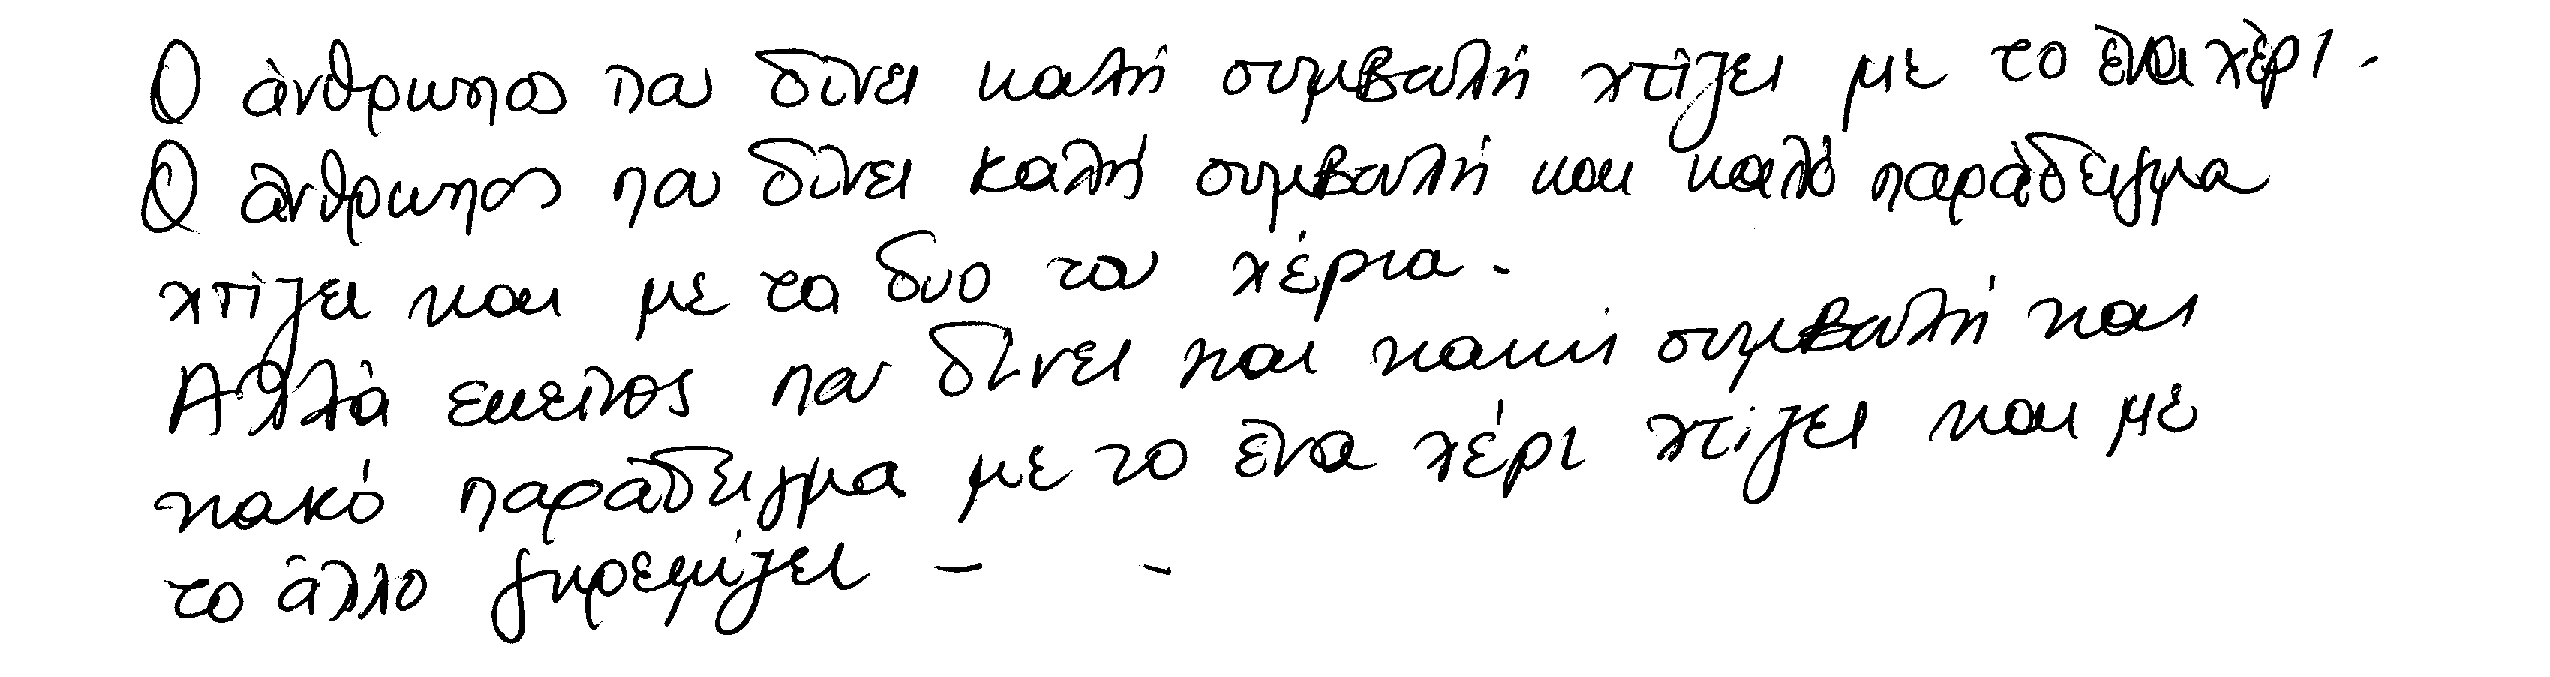 Ο άνθρωπος που δίνει καλή συμβουλή χτίζει με το ένα χέρι.
Ο άνθρωπος που δίνει καλή συμβουλή και καλό παράδειγμα
χτίζει και με τα δυο του χέρια.
Αλλά εκείνος που δίνει και κακή συμβουλή και
κακό παράδειγμα με το ένα χέρι χτίζει και με
το άλλο γκρεμίζει - -